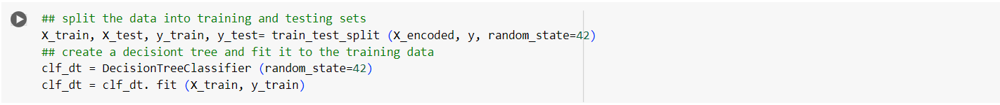 ## split the data into training and testing sets
X_train, X_test, y_train, y_test= train_test_split (X_encoded, y, random_state=42)
## create a decisiont tree and fit it to the training data
clf_dt = DecisionTreeClassifier (random_state=42)
clf_dt = clf_dt. fit (X_train, y_train)